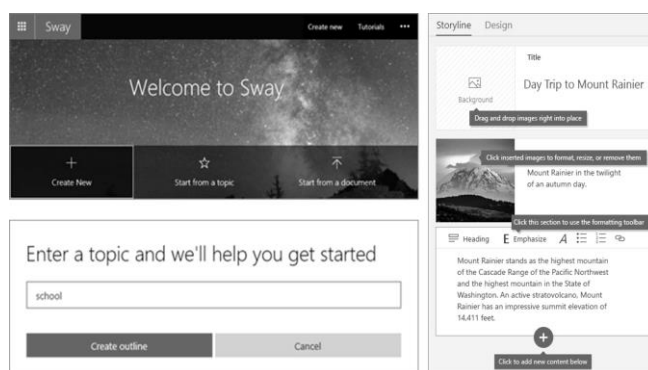 Sway
Create new Tutorials
Welcome to Sway
Create New
Start from a topic
Start from a document
Enter a topic and we'll help you get started
school
Create outline
Cancel
Storyline Design
Title
Background
Day Trip to Mount Rainier
Drag and drop images right into place
Click inserted images to format, resize, or remove them
Mount Rainier in the twilight
of an autumn day.
Click this section to use the formatting toolbar
Heading E Emphasize A
Mount Rainier stands as the highest mountain
of the Cascade Range of the Pacific Northwest
and the highest mountain in the State of
Washington. An active stratovolcano, Mount
Rainier has an impressive summit elevation of
14,411 feet.
Click to add new content below